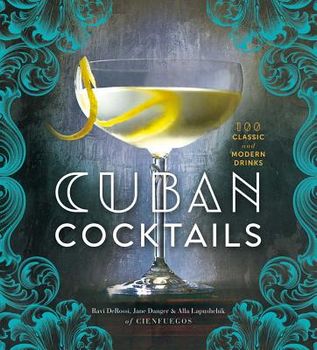 100
CLASSIC
and
MODERN
DRINKS
CUBAN
COCKTAILS
Ravi DeRossi, Jane Danger & Alla Lapushchik
of CIENFUEGOS